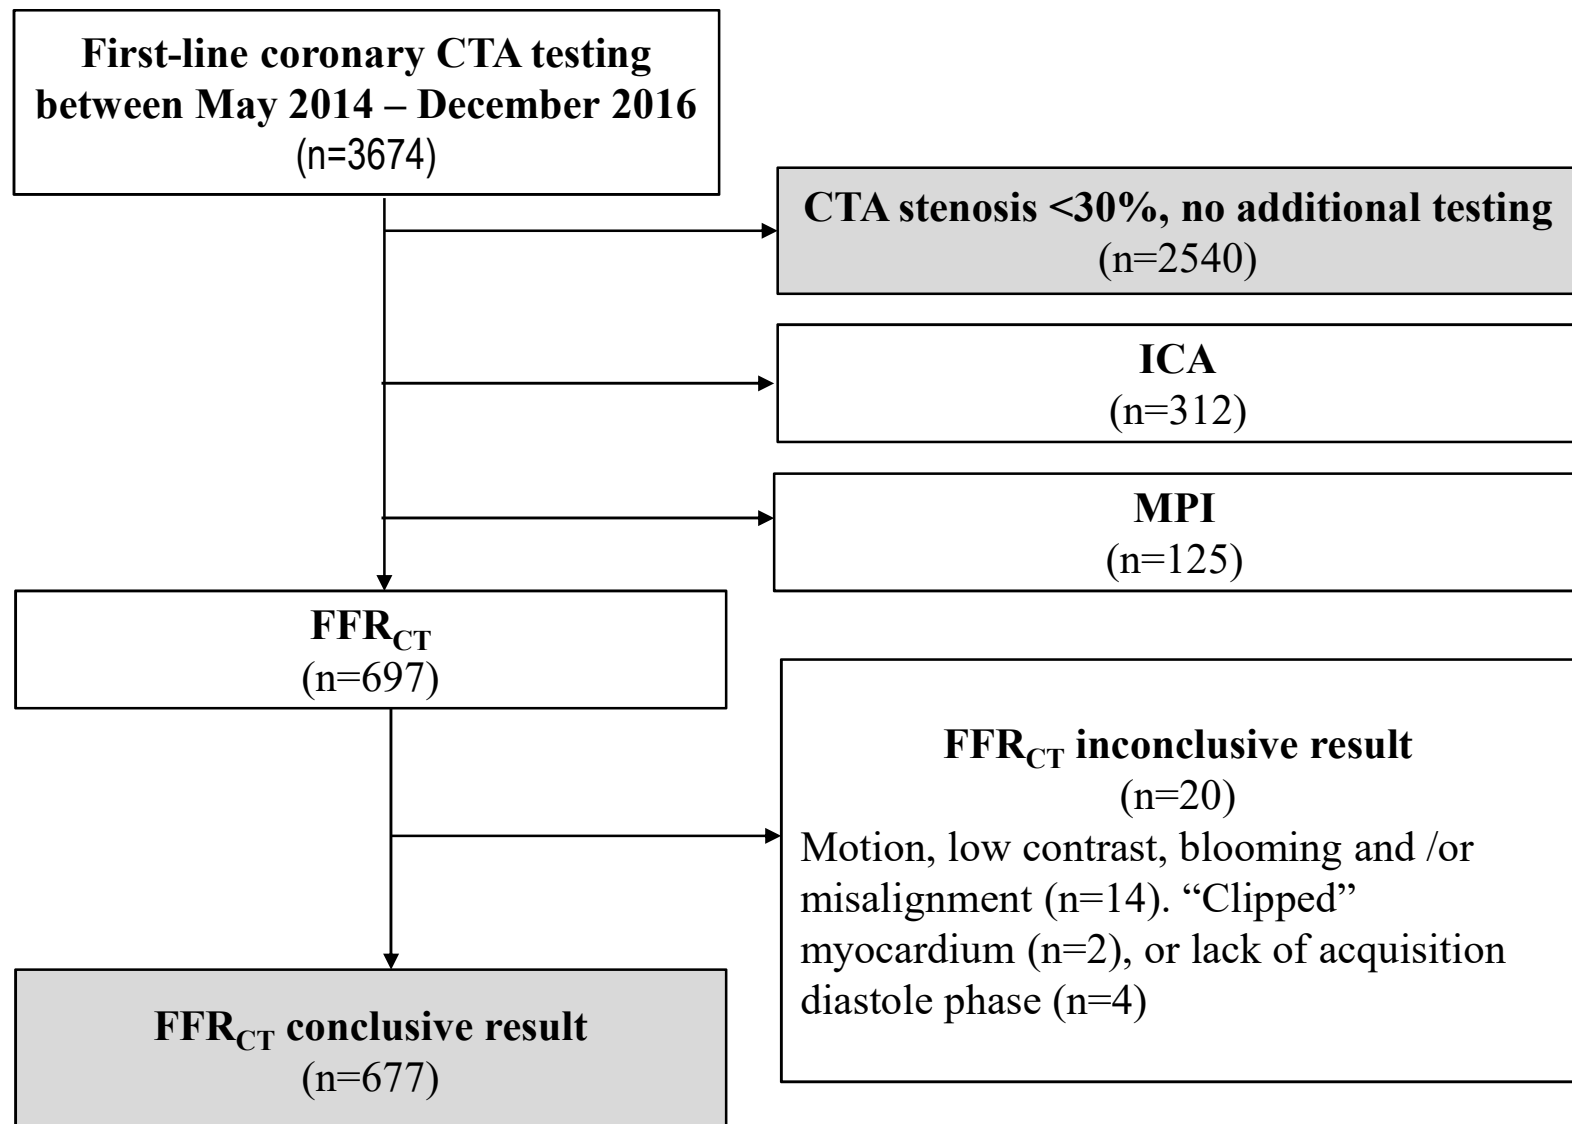 First-line coronary CTA testing
between May 2014 – December 2016
(n=3674)
CTA stenosis <30%, no additional testing
(n=2540)
ICA
(n=312)
MPI
(n=125)
FFRCT
(n=697)
FFRCT inconclusive result
(n=20)
Motion, low contrast, blooming and /or
misalignment (n=14). “Clipped”
myocardium (n=2), or lack of acquisition
diastole phase (n=4)
FFRCT conclusive result
(n=677)